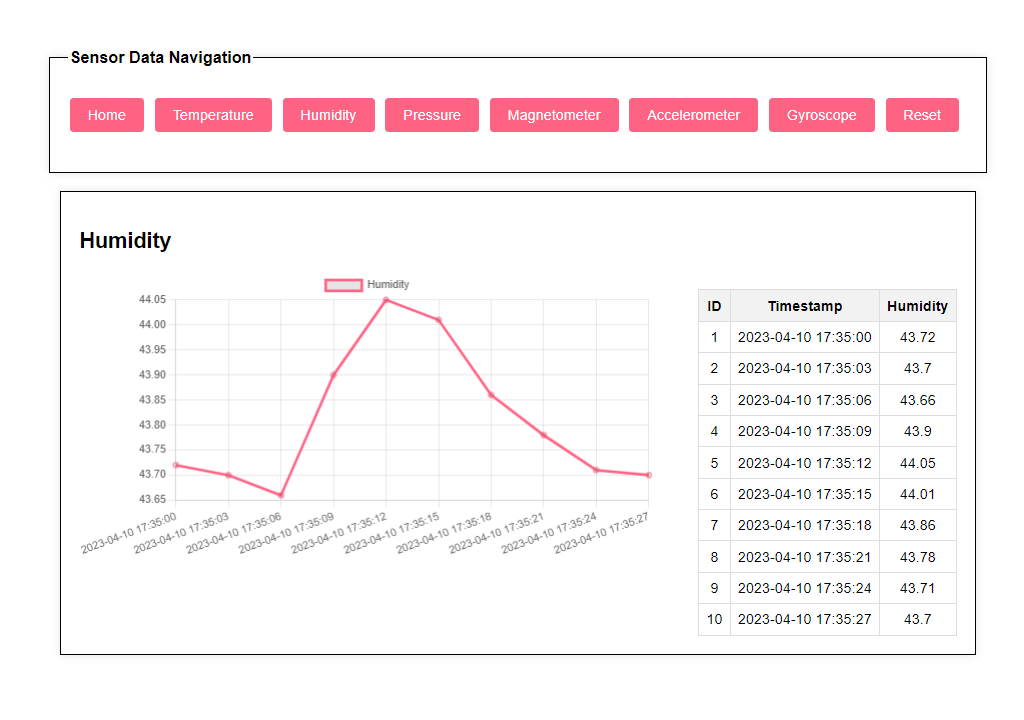 Sensor Data Navigation
Home Temperature Humidity Pressure Magnetometer Accelerometer Gyroscope Reset
Humidity
Humidity
44.05
44.00
43.95
43.90
43.85
43.80
43.75
43.70
43.65
2023-04-10 17:35:00
2023-04-10 17:35:03
2023-04-10 17:35:06
2023-04-10 17:35:09
2023-04-10 17:35:12
2023-04-10 17:35:15
2023-04-10 17:35:18
2023-04-10 17:35:21
2023-04-10 17:35:24
2023-04-10 17:35:27
ID Timestamp Humidity
1 2023-04-10 17:35:00 43.72
2 2023-04-10 17:35:03 43.7
3 2023-04-10 17:35:06 43.66
4 2023-04-10 17:35:09 43.9
5 2023-04-10 17:35:12 44.05
6 2023-04-10 17:35:15 44.01
7 2023-04-10 17:35:18 43.86
8 2023-04-10 17:35:21 43.78
9 2023-04-10 17:35:24 43.71
10 2023-04-10 17:35:27 43.7